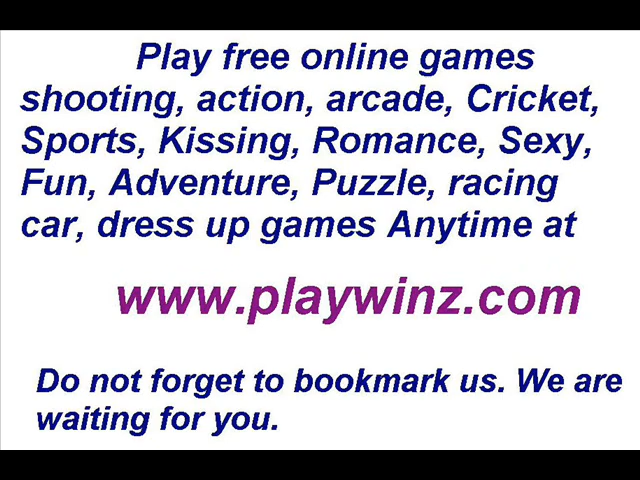 Play free online games
shooting, action, arcade, Cricket,
Sports, Kissing, Romance, Sexy,
Fun, Adventure, Puzzle, racing
car, dress up games Anytime at
www.playwinz.com
Do not forget to bookmark us. We are
waiting for you.